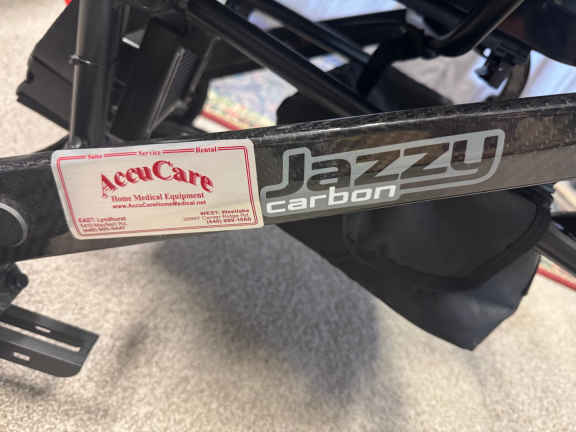 Sales Service Rental
AccuCare
Home Medical Equipment
www.AccuCareHomeMedical.net
EAST: Lyndhurst
WEST: Westlake
Jazzy
carbon